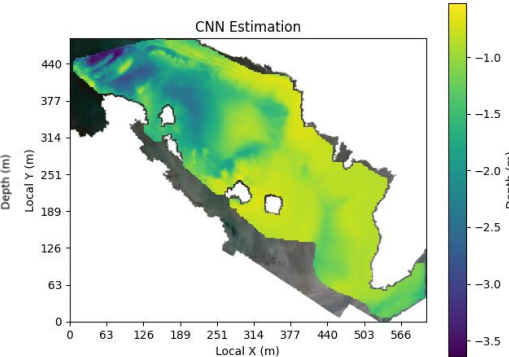 CNN Estimation
Depth (m)
Local Y (m)
440
377
314
251
189
126
63
0
0 63 126 189 251 314 377 440 503 566
Local X (m)
−1.0
−1.5
−2.0
−2.5
−3.0
−3.5
Depth (m)